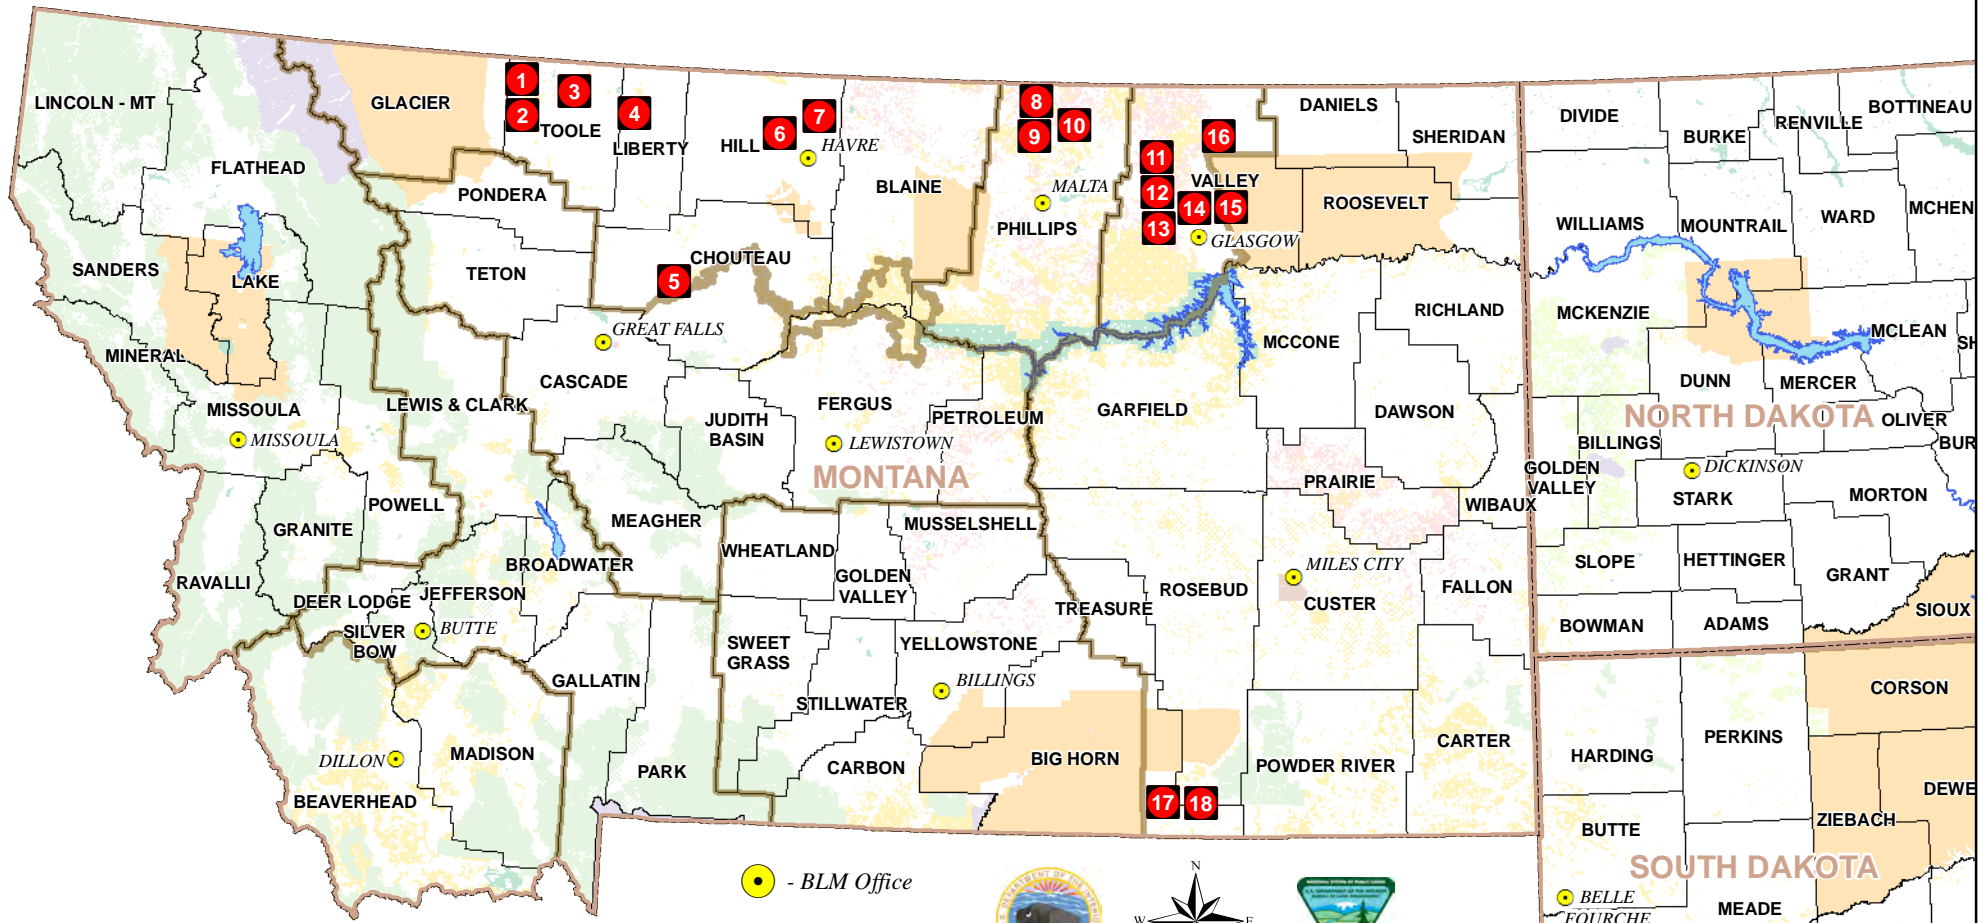 LINCOLN - MT
FLATHEAD
GLACIER
1
2
3
TOOLE
4
LIBERTY
HILL
6
7
HAVRE
BLAINE
8
9
10
MALTA
PHILLIPS
11
12
13
14
15
16
VALLEY
GLASGOW
DANIELS
SHERIDAN
ROOSEVELT
DIVIDE
BURKE
RENVILLE
BOTTINEAU
WILLIAMS
MOUNTRAIL
WARD
MCHEN
PONDERA
TETON
CHOUTEAU
5
SANDERS
LAKE
MINERAL
GREAT FALLS
CASCADE
LEWIS & CLARK
MISSOULA
MISSOULA
JUDITH
BASIN
FERGUS
LEWISTOWN
PETROLEUM
MONTANA
GARFIELD
MCCONE
RICHLAND
DAWSON
PRAIRIE
WIBAUX
MCKENZIE
MCLEAN
SH
DUNN
MERCER
NORTH DAKOTA
OLIVER
BUR
BILLINGS
GOLDEN
VALLEY
DICKINSON
STARK
MORTON
POWELL
GRANITE
RAVALLI
MEAGHER
BROADWATER
DEER LODGE
JEFFERSON
SILVER
BOW
BUTTE
WHEATLAND
GOLDEN
VALLEY
MUSSELSHELL
TREASURE
ROSEBUD
MILES CITY
CUSTER
FALLON
SLOPE
HETTINGER
GRANT
SIOUX
BOWMAN
ADAMS
SWEET
GRASS
YELLOWSTONE
BILLINGS
STILLWATER
GALLATIN
PARK
CARBON
BIG HORN
17
18
POWDER RIVER
CARTER
DILLON
BEAVERHEAD
MADISON
HARDING
PERKINS
CORSON
DEWE
ZIEBACH
BUTTE
SOUTH DAKOTA
MEADE
BELLE
FOURCHE
- BLM Office
N
W
E